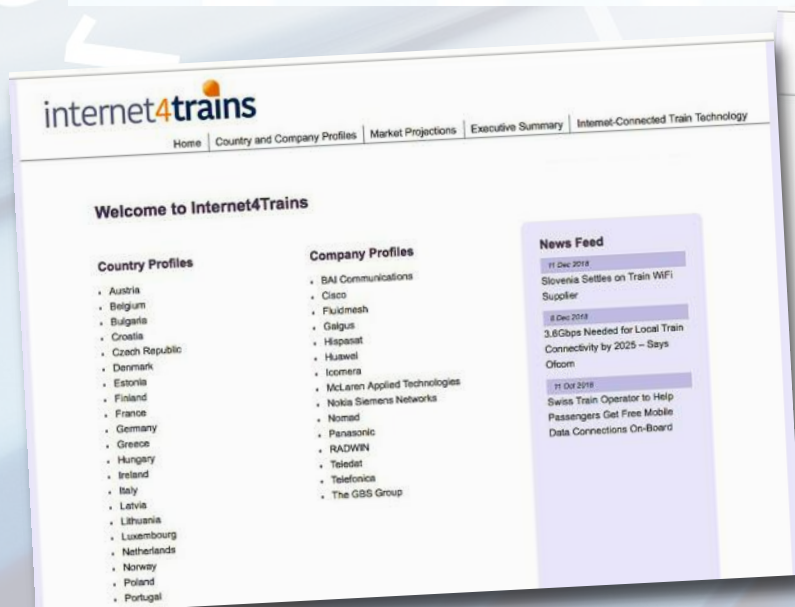 internet4trains
Home | Country and Company Profiles | Market Projections | Executive Summary | Internet-Connected Train Technology
Welcome to Internet4Trains
Country Profiles
• Austria
• Belgium
• Bulgaria
• Croatia
• Czech Republic
• Denmark
• Estonia
• Finland
• France
• Germany
• Greece
• Hungary
• Ireland
• Italy
• Latvia
• Lithuania
• Luxembourg
• Netherlands
• Norway
• Poland
• Portugal
Company Profiles
• BAI Communications
• Cisco
• Fluidmesh
• Galgus
• Hispasat
• Huawei
• Icomera
• McLaren Applied Technologies
• Nokia Siemens Networks
• Nomad
• Panasonic
• RADWIN
• Teledat
• Telefonica
• The GBS Group
News Feed
11 Dec 2018
Slovenia Settles on Train WiFi
Supplier
8 Dec 2018
3.6Gbps Needed for Local Train
Connectivity by 2025 – Says
Ofcom
11 Oct 2018
Swiss Train Operator to Help
Passengers Get Free Mobile
Data Connections On-Board